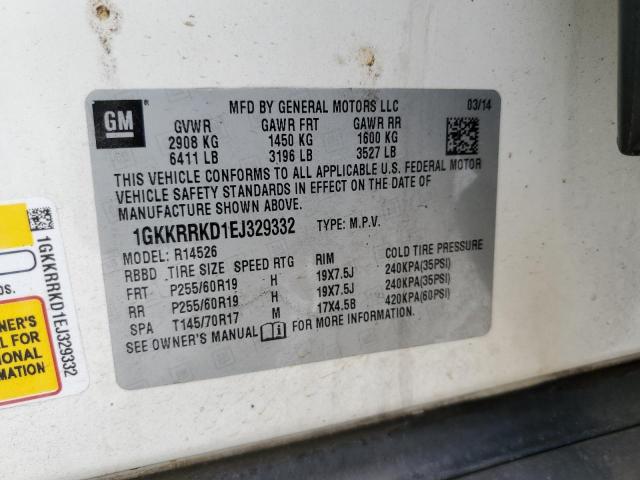 GM
MFD BY GENERAL MOTORS LLC 03/14
GVWR GAWR FRT GAWR RR
2908 KG 1450 KG 1600 KG
6411 LB 3196 LB 3527 LB
THIS VEHICLE CONFORMS TO ALL APPLICABLE U.S. FEDERAL MOTOR
VEHICLE SAFETY STANDARDS IN EFFECT ON THE DATE OF
MANUFACTURE SHOWN ABOVE.
1GKKRRKD1EJ329332 TYPE: M.P.V.
MODEL: R14526
RBBD TIRE SIZE SPEED RTG RIM COLD TIRE PRESSURE
FRT P255/60R19 H 19X7.5J 240KPA(35PSI)
RR P255/60R19 H 19X7.5J 240KPA(35PSI)
SPA T145/70R17 M 17X4.5B 420KPA(60PSI)
SEE OWNER'S MANUAL FOR MORE INFORMATION
1GKKRRKD1EJ329332
DS.
NER'S
L FOR
IONAL
MATION